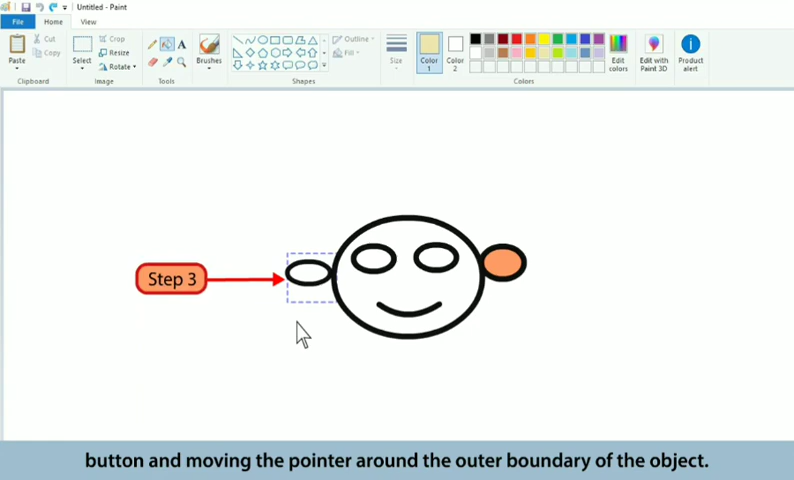 Untitled - Paint
File Home View
Paste
Cut
Copy
Clipboard
Select
Crop
Resize
Rotate
Image
A
Tools
Brushes
Shapes
Outline
Fill
Size
Color 1
Color 2
Colors
Edit colors
Edit with Paint 3D
Product alert
Step 3
button and moving the pointer around the outer boundary of the object.